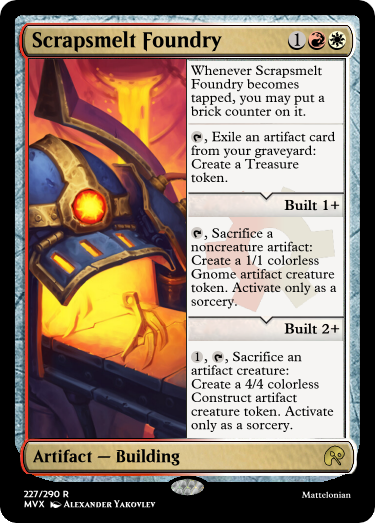 Scrapsmelt Foundry
1
Whenever Scrapsmelt
Foundry becomes
tapped, you may put a
brick counter on it.
, Exile an artifact card
from your graveyard:
Create a Treasure
token.
Built 1+
, Sacrifice a
noncreature artifact:
Create a 1/1 colorless
Gnome artifact creature
token. Activate only as a
sorcery.
Built 2+
1, , Sacrifice an
artifact creature:
Create a 4/4 colorless
Construct artifact
creature token. Activate
only as a sorcery.
Artifact — Building
227/290 R
MVX Alexander Yakovlev
Mattelonian